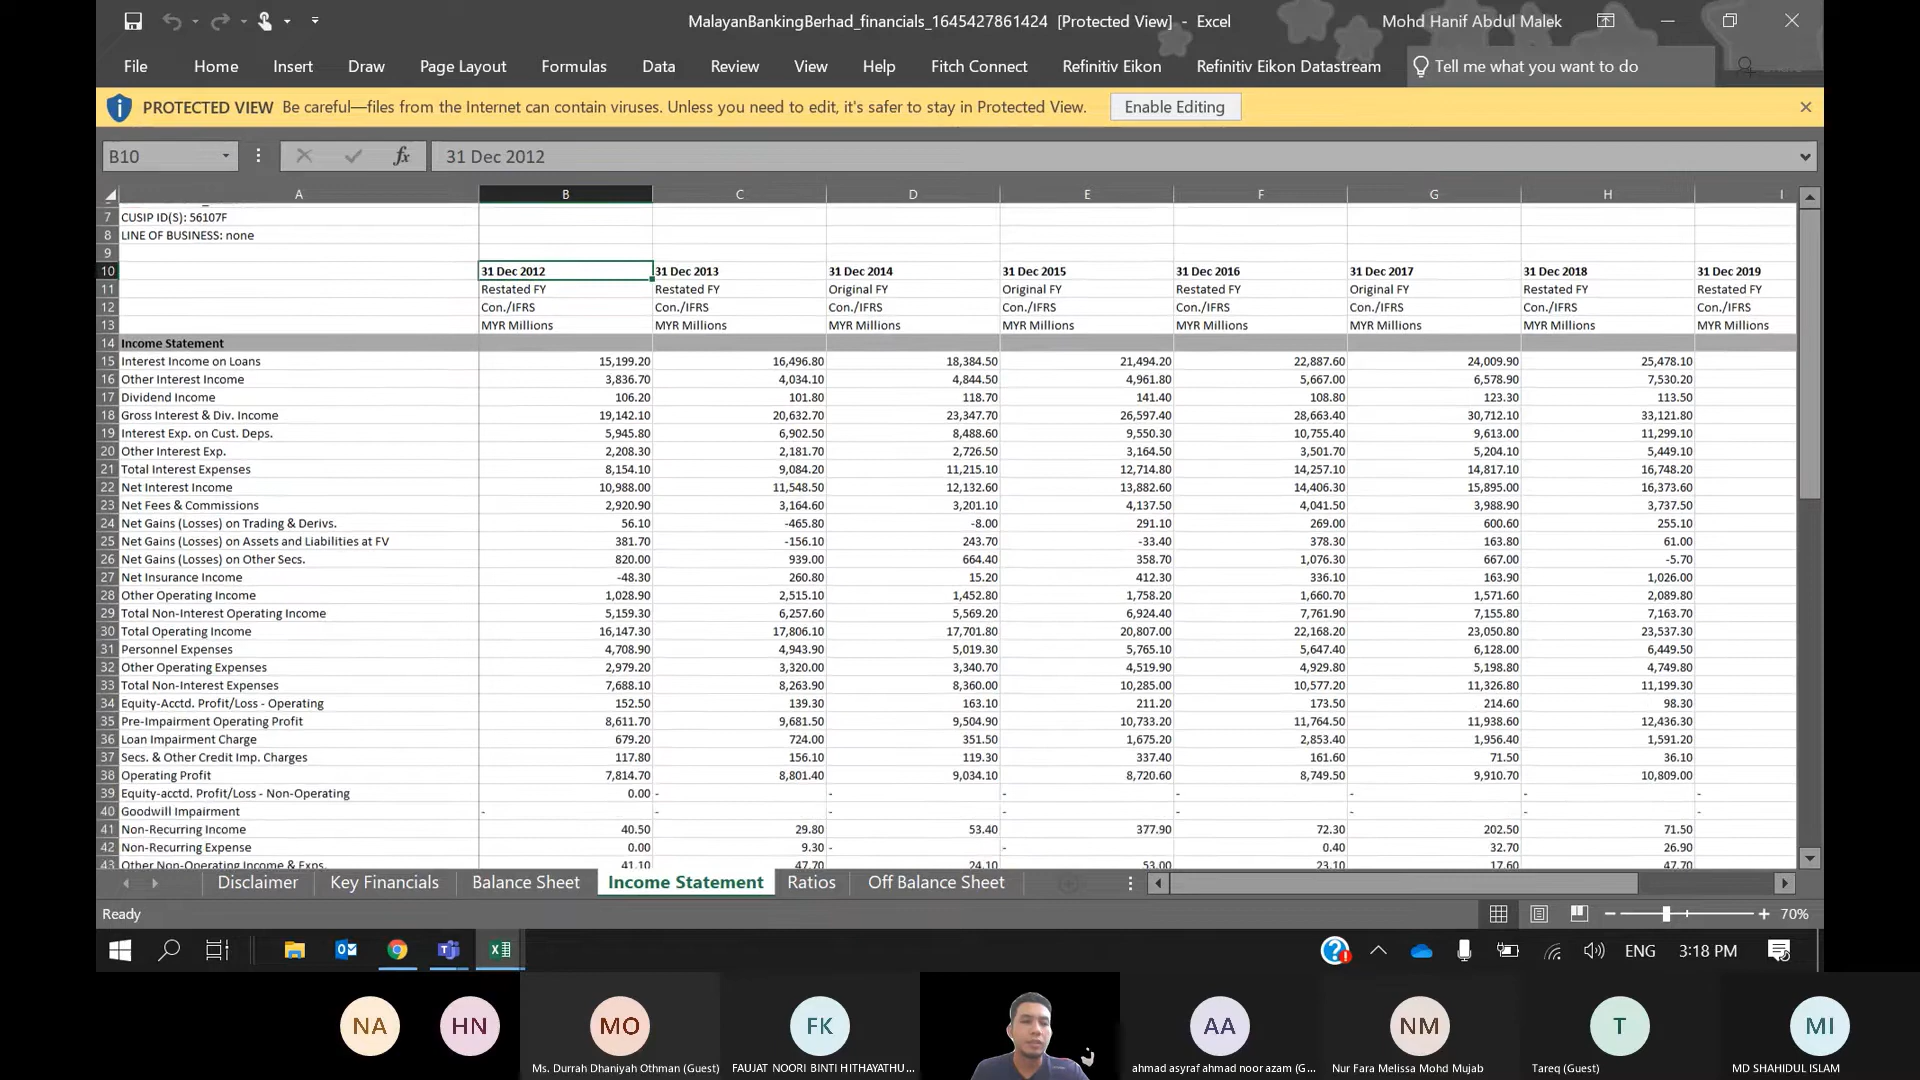 MalayanBankingBerhad_financials_1645427861424 [Protected View] - Excel
Mohd Hanif Abdul Malek
File Home Insert Draw Page Layout Formulas Data Review View Help Fitch Connect Refinitiv Eikon Refinitiv Eikon Datastream Tell me what you want to do
PROTECTED VIEW Be careful—files from the Internet can contain viruses. Unless you need to edit, it's safer to stay in Protected View. Enable Editing
B10 fx 31 Dec 2012
A B C D E F G H I
7 CUSIP ID(S): 56107F
8 LINE OF BUSINESS: none
9
10 31 Dec 2012 31 Dec 2013 31 Dec 2014 31 Dec 2015 31 Dec 2016 31 Dec 2017 31 Dec 2018 31 Dec 2019
11 Restated FY Restated FY Original FY Original FY Restated FY Original FY Restated FY Restated FY
12 Con./IFRS Con./IFRS Con./IFRS Con./IFRS Con./IFRS Con./IFRS Con./IFRS Con./IFRS
13 MYR Millions MYR Millions MYR Millions MYR Millions MYR Millions MYR Millions MYR Millions MYR Millions
14 Income Statement
15 Interest Income on Loans 15,199.20 16,496.80 18,384.50 21,494.20 22,887.60 24,009.90 25,478.10
16 Other Interest Income 3,836.70 4,034.10 4,844.50 4,961.80 5,667.00 6,578.90 7,530.20
17 Dividend Income 106.20 101.80 118.70 141.40 108.80 123.30 113.50
18 Gross Interest & Div. Income 19,142.10 20,632.70 23,347.70 26,597.40 28,663.40 30,712.10 33,121.80
19 Interest Exp. on Cust. Deps. 5,945.80 6,902.50 8,488.60 9,550.30 10,755.40 9,613.00 11,299.10
20 Other Interest Exp. 2,208.30 2,181.70 2,726.50 3,164.50 3,501.70 5,204.10 5,449.10
21 Total Interest Expenses 8,154.10 9,084.20 11,215.10 12,714.80 14,257.10 14,817.10 16,748.20
22 Net Interest Income 10,988.00 11,548.50 12,132.60 13,882.60 14,406.30 15,895.00 16,373.60
23 Net Fees & Commissions 2,920.90 3,164.60 3,201.10 4,137.50 4,041.50 3,988.90 3,737.50
24 Net Gains (Losses) on Trading & Derivs. 56.10 -465.80 -8.00 291.10 269.00 600.60 255.10
25 Net Gains (Losses) on Assets and Liabilities at FV 381.70 -156.10 243.70 -33.40 378.30 163.80 61.00
26 Net Gains (Losses) on Other Secs. 820.00 939.00 664.40 358.70 1,076.30 667.00 -5.70
27 Net Insurance Income -48.30 260.80 15.20 412.30 336.10 163.90 1,026.00
28 Other Operating Income 1,028.90 2,515.10 1,452.80 1,758.20 1,660.70 1,571.60 2,089.80
29 Total Non-Interest Operating Income 5,159.30 6,257.60 5,569.20 6,924.40 7,761.90 7,155.80 7,163.70
30 Total Operating Income 16,147.30 17,806.10 17,701.80 20,807.00 22,168.20 23,050.80 23,537.30
31 Personnel Expenses 4,708.90 4,943.90 5,019.30 5,765.10 5,647.40 6,128.00 6,449.50
32 Other Operating Expenses 2,979.20 3,320.00 3,340.70 4,519.90 4,929.80 5,198.80 4,749.80
33 Total Non-Interest Expenses 7,688.10 8,263.90 8,360.00 10,285.00 10,577.20 11,326.80 11,199.30
34 Equity-Acctd. Profit/Loss - Operating 152.50 139.30 163.10 211.20 173.50 214.60 98.30
35 Pre-Impairment Operating Profit 8,611.70 9,681.50 9,504.90 10,733.20 11,764.50 11,938.60 12,436.30
36 Loan Impairment Charge 679.20 724.00 351.50 1,675.20 2,853.40 1,956.40 1,591.20
37 Secs. & Other Credit Imp. Charges 117.80 156.10 119.30 337.40 161.60 71.50 36.10
38 Operating Profit 7,814.70 8,801.40 9,034.10 8,720.60 8,749.50 9,910.70 10,809.00
39 Equity-acctd. Profit/Loss - Non-Operating 0.00 - - - - - - -
40 Goodwill Impairment - - - - - - - -
41 Non-Recurring Income 40.50 29.80 53.40 377.90 72.30 202.50 71.50
42 Non-Recurring Expense 0.00 9.30 - - 0.40 32.70 26.90
43 Other Non-Operating Income & Exps. 41.10 47.70 24.10 53.00 23.10 17.60 47.70
Disclaimer Key Financials Balance Sheet Income Statement Ratios Off Balance Sheet
Ready 70%
ENG 3:18 PM
NA HN MO FK AA NM T MI
Ms. Durrah Dhaniyah Othman (Guest) FAUJAT NOORI BINTI HITHAYATHU... ahmad asyraf ahmad noor azam (G... Nur Fara Melissa Mohd Mujab Tareq (Guest) MD SHAHIDUL ISLAM